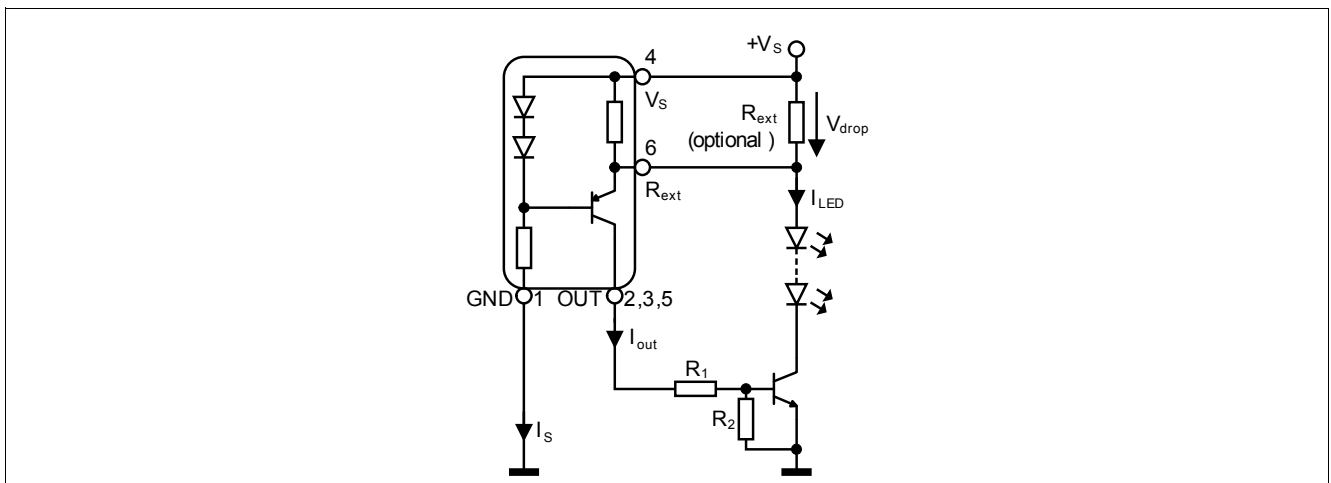 +VS
4
VS
Rext
(optional )
Vdrop
6
Rext
ILED
GND 1 OUT 2,3,5
Iout
R1
R2
IS